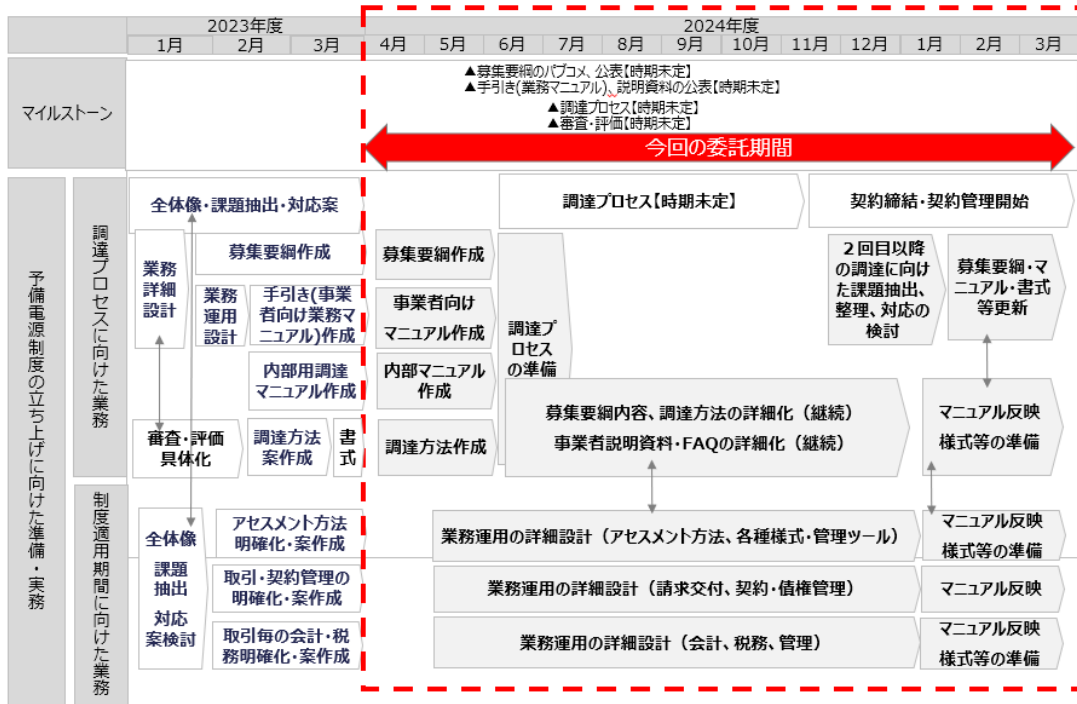 2023年度
2024年度
1月
2月
3月
4月
5月
6月
7月
8月
9月
10月
11月
12月
1月
2月
3月
マイルストーン
▲募集要綱のパブコメ、公表【時期未定】
▲手引き(業務マニュアル)、説明資料の公表【時期未定】
▲調達プロセス【時期未定】
▲審査・評価【時期未定】
今回の委託期間
予備電源制度の立ち上げに向けた準備・実務
調達プロセスに向けた業務
全体像・課題抽出・対応案
調達プロセス【時期未定】
契約締結・契約管理開始
業務
詳細
設計
募集要綱作成
募集要綱作成
業務
運用
設計
手引き(事業
者向け業務マ
ニュアル)作成
事業者向け
マニュアル作成
内部用調達
マニュアル作成
内部マニュアル
作成
調達プ
ロセス
の準備
2回目以降
の調達に向け
た課題抽出、
整理、対応の
検討
募集要綱・マ
ニュアル・書式
等更新
審査・評価
具体化
調達方法
案作成
書
式
調達方法作成
募集要綱内容、調達方法の詳細化（継続）
事業者説明資料・FAQの詳細化（継続）
マニュアル反映
様式等の準備
制度適用期間に向けた業務
全体像
課題
抽出
対応
案検討
アセスメント方法
明確化・案作成
業務運用の詳細設計（アセスメント方法、各種様式・管理ツール）
マニュアル反映
様式等の準備
取引・契約管理の
明確化・案作成
業務運用の詳細設計（請求交付、契約・債権管理）
マニュアル反映
取引毎の会計・税
務明確化・案作成
業務運用の詳細設計（会計、税務、管理）
マニュアル反映
様式等の準備